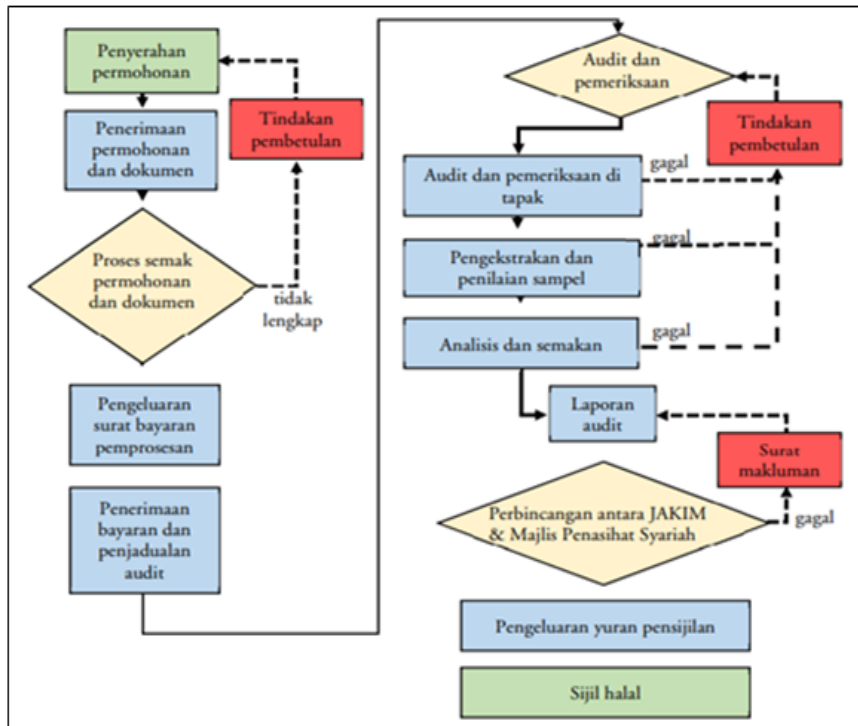 Penyerahan
permohonan
Tindakan
pembetulan
Penerimaan
permohonan
dan dokumen
Proses semak
permohonan
dan dokumen
tidak
lengkap
Pengeluaran
surat bayaran
pemprosesan
Penerimaan
bayaran dan
penjadualan
audit
Audit dan
pemeriksaan
Tindakan
pembetulan
Audit dan pemeriksaan di
tapak
gagal
Pengekstrakan dan
penilaian sampel
gagal
Analisis dan semakan
gagal
Laporan
audit
Surat
makluman
Perbincangan antara JAKIM
& Majlis Penasihat Syariah
gagal
Pengeluaran yuran pensijilan
Sijil halal